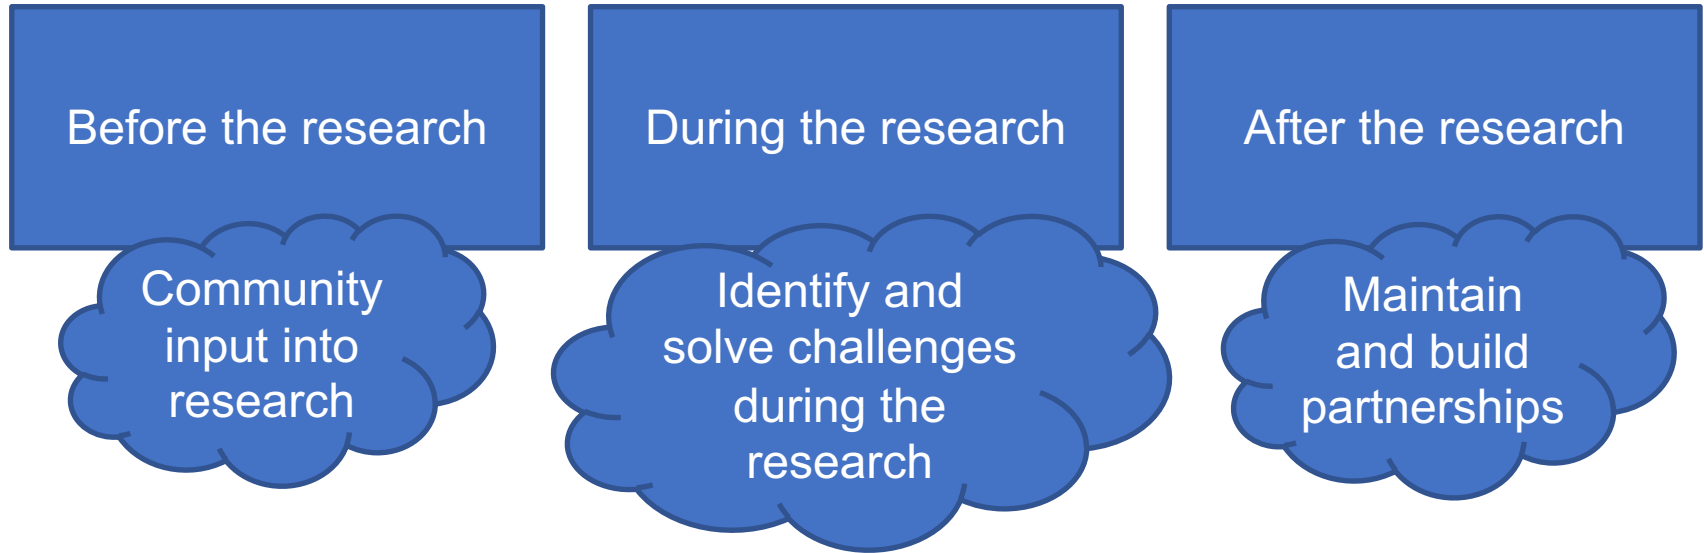 Before the research
During the research
After the research
Community
input into
research
Identify and
solve challenges
during the
research
Maintain
and build
partnerships